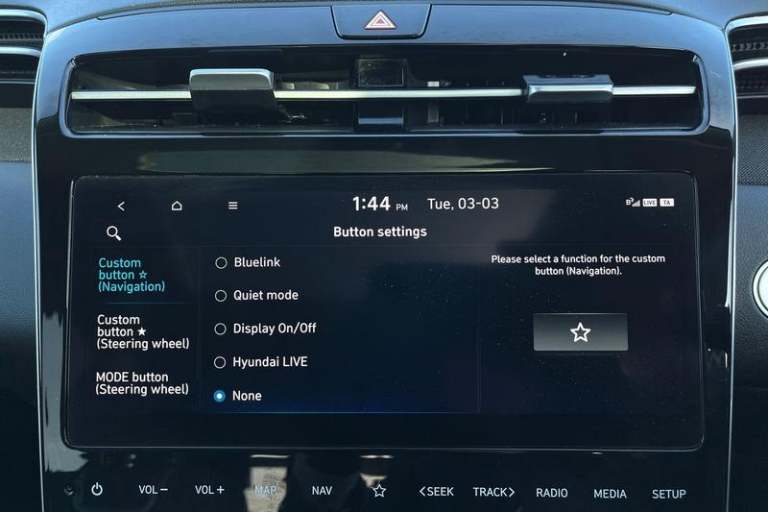 1:44 PM Tue, 03-03 LIVE TA
Button settings
Custom
button ☆
(Navigation)
Custom
button ★
(Steering wheel)
MODE button
(Steering wheel)
Bluelink
Quiet mode
Display On/Off
Hyundai LIVE
None
Please select a function for the custom
button (Navigation).
VOL− VOL+ MAP NAV ☆ <SEEK TRACK> RADIO MEDIA SETUP